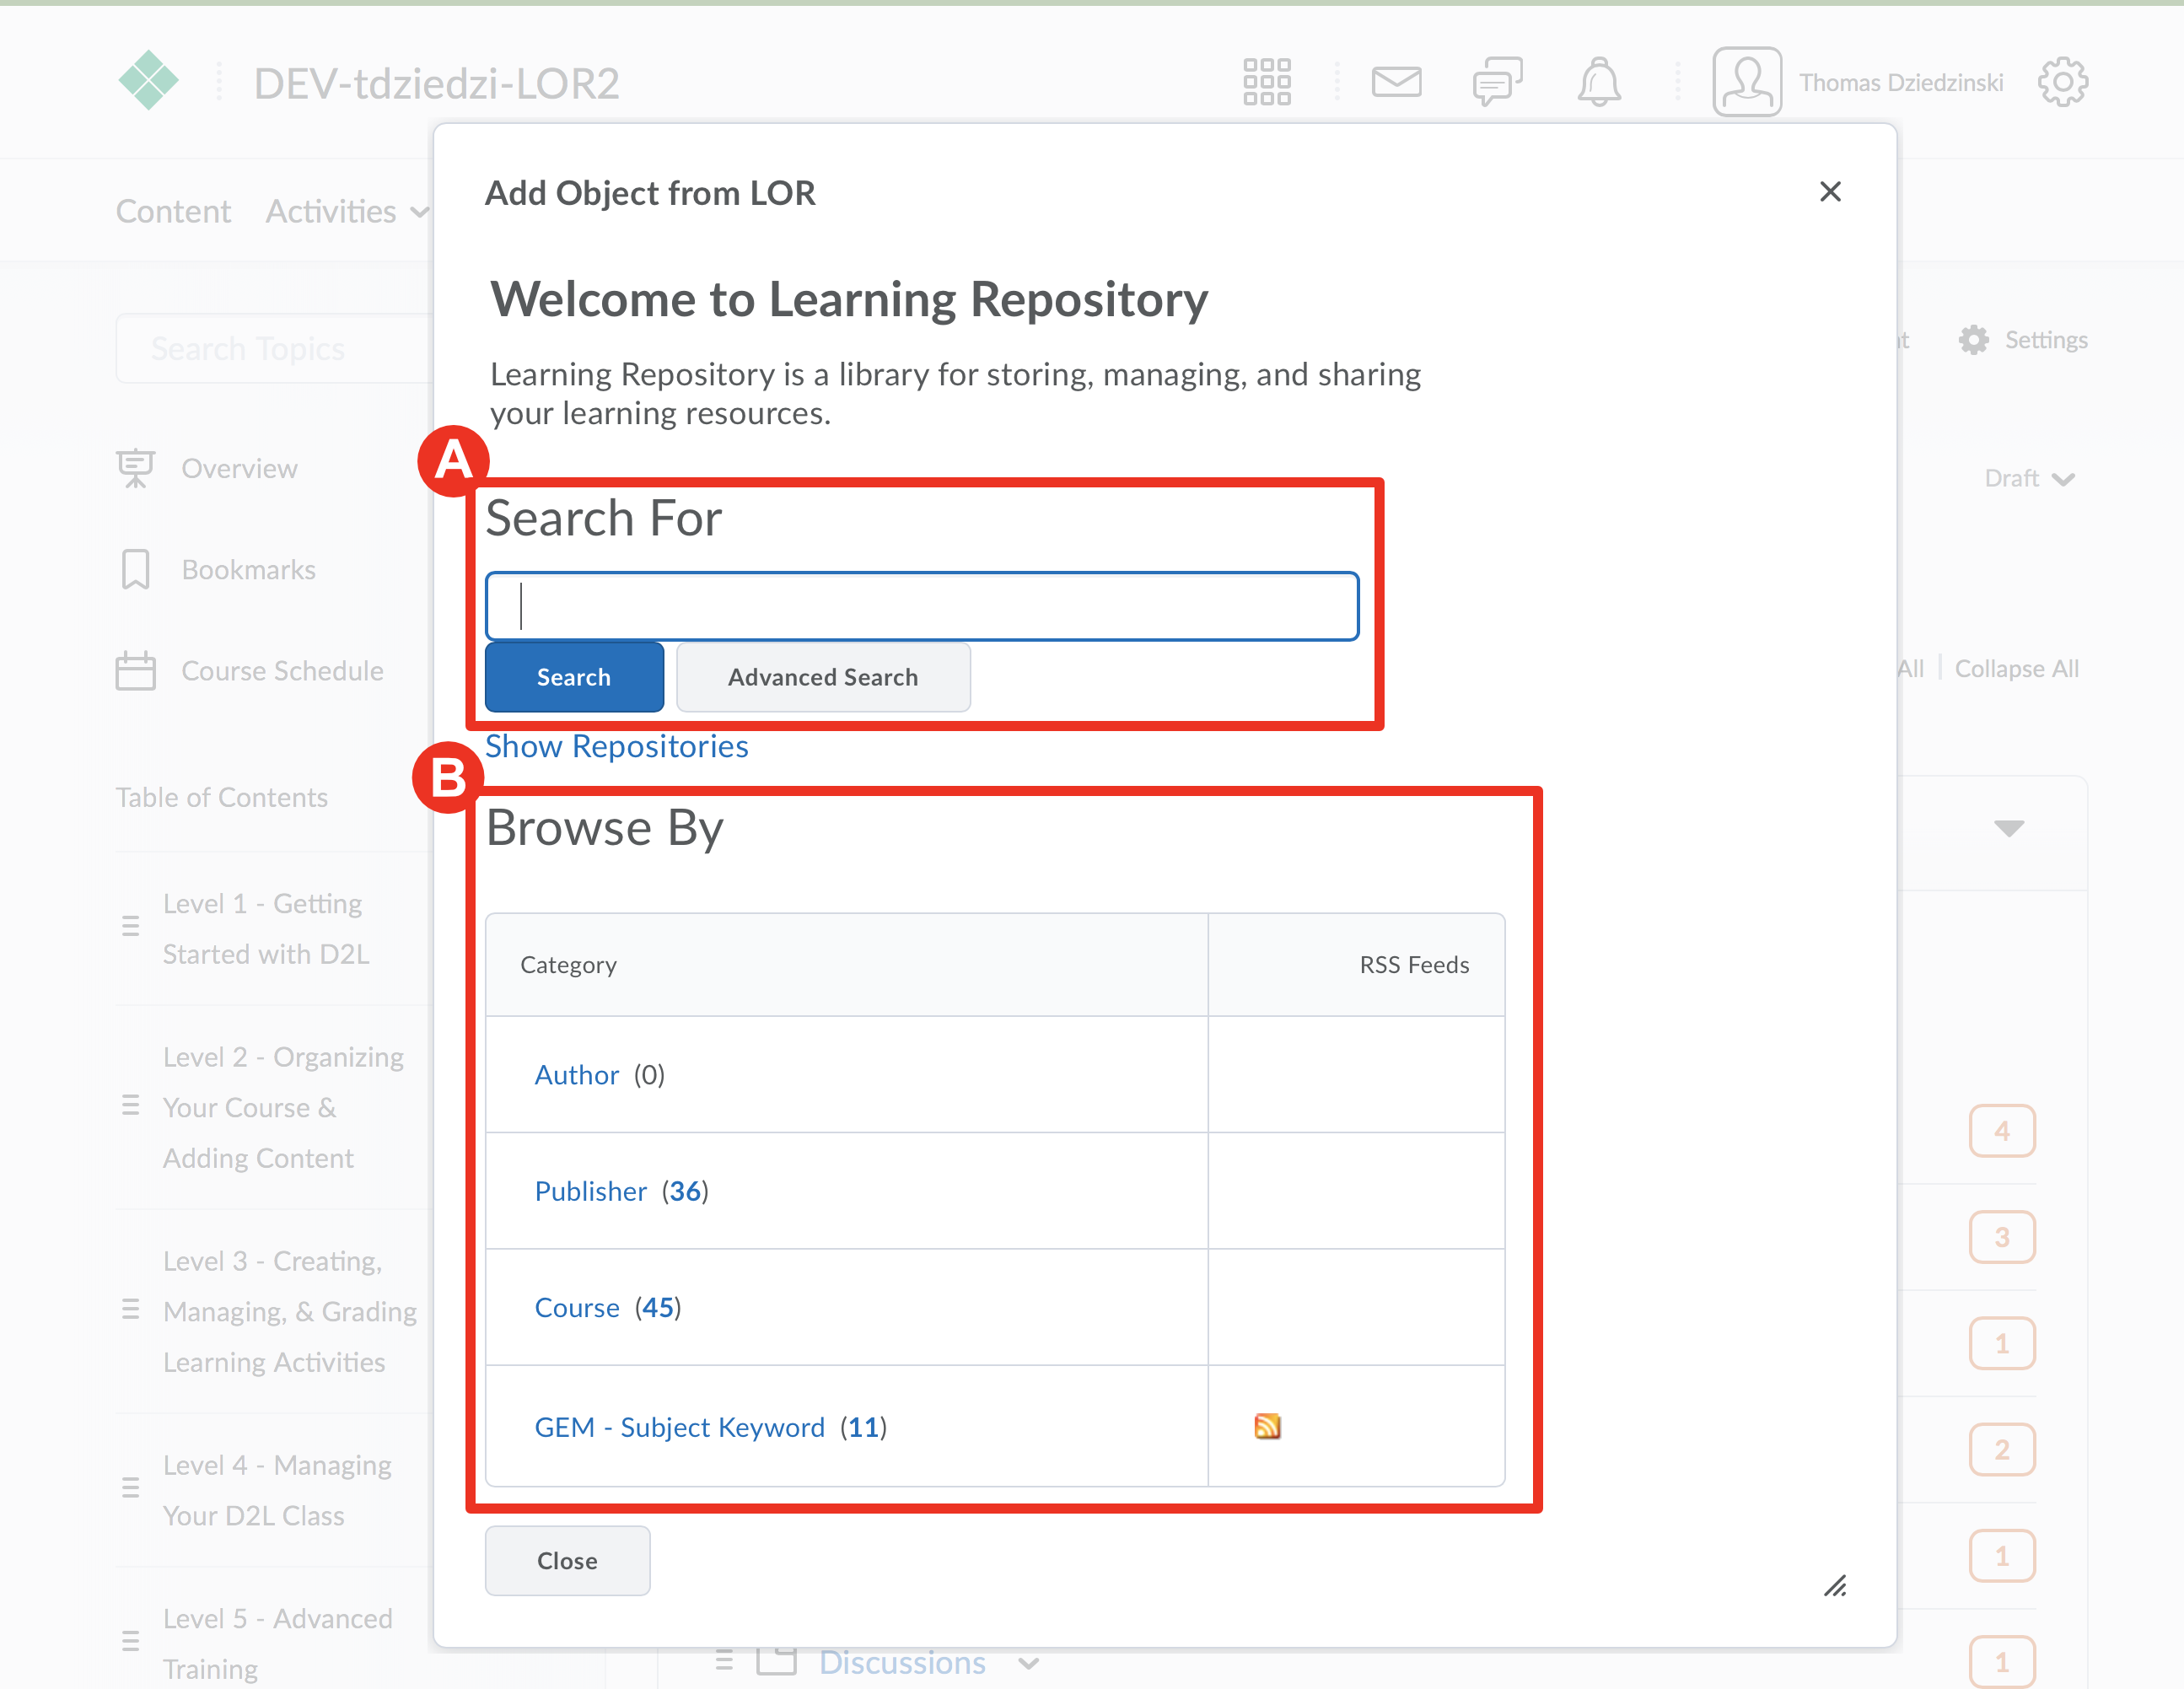 DEV-tdziedzi-LOR2
Thomas Dziedzinski
Content
Activities
Add Object from LOR
Welcome to Learning Repository
Learning Repository is a library for storing, managing, and sharing
your learning resources.
Search Topics
Settings
Overview
Draft
Bookmarks
Course Schedule
All
Collapse All
A
Search For
Search
Advanced Search
Show Repositories
B
Browse By
Category
RSS Feeds
Author (0)
Publisher (36)
Course (45)
GEM - Subject Keyword (11)
Close
Table of Contents
Level 1 - Getting
Started with D2L
Level 2 - Organizing
Your Course &
Adding Content
Level 3 - Creating,
Managing, & Grading
Learning Activities
Level 4 - Managing
Your D2L Class
Level 5 - Advanced
Training
4
3
1
2
1
1
Discussions